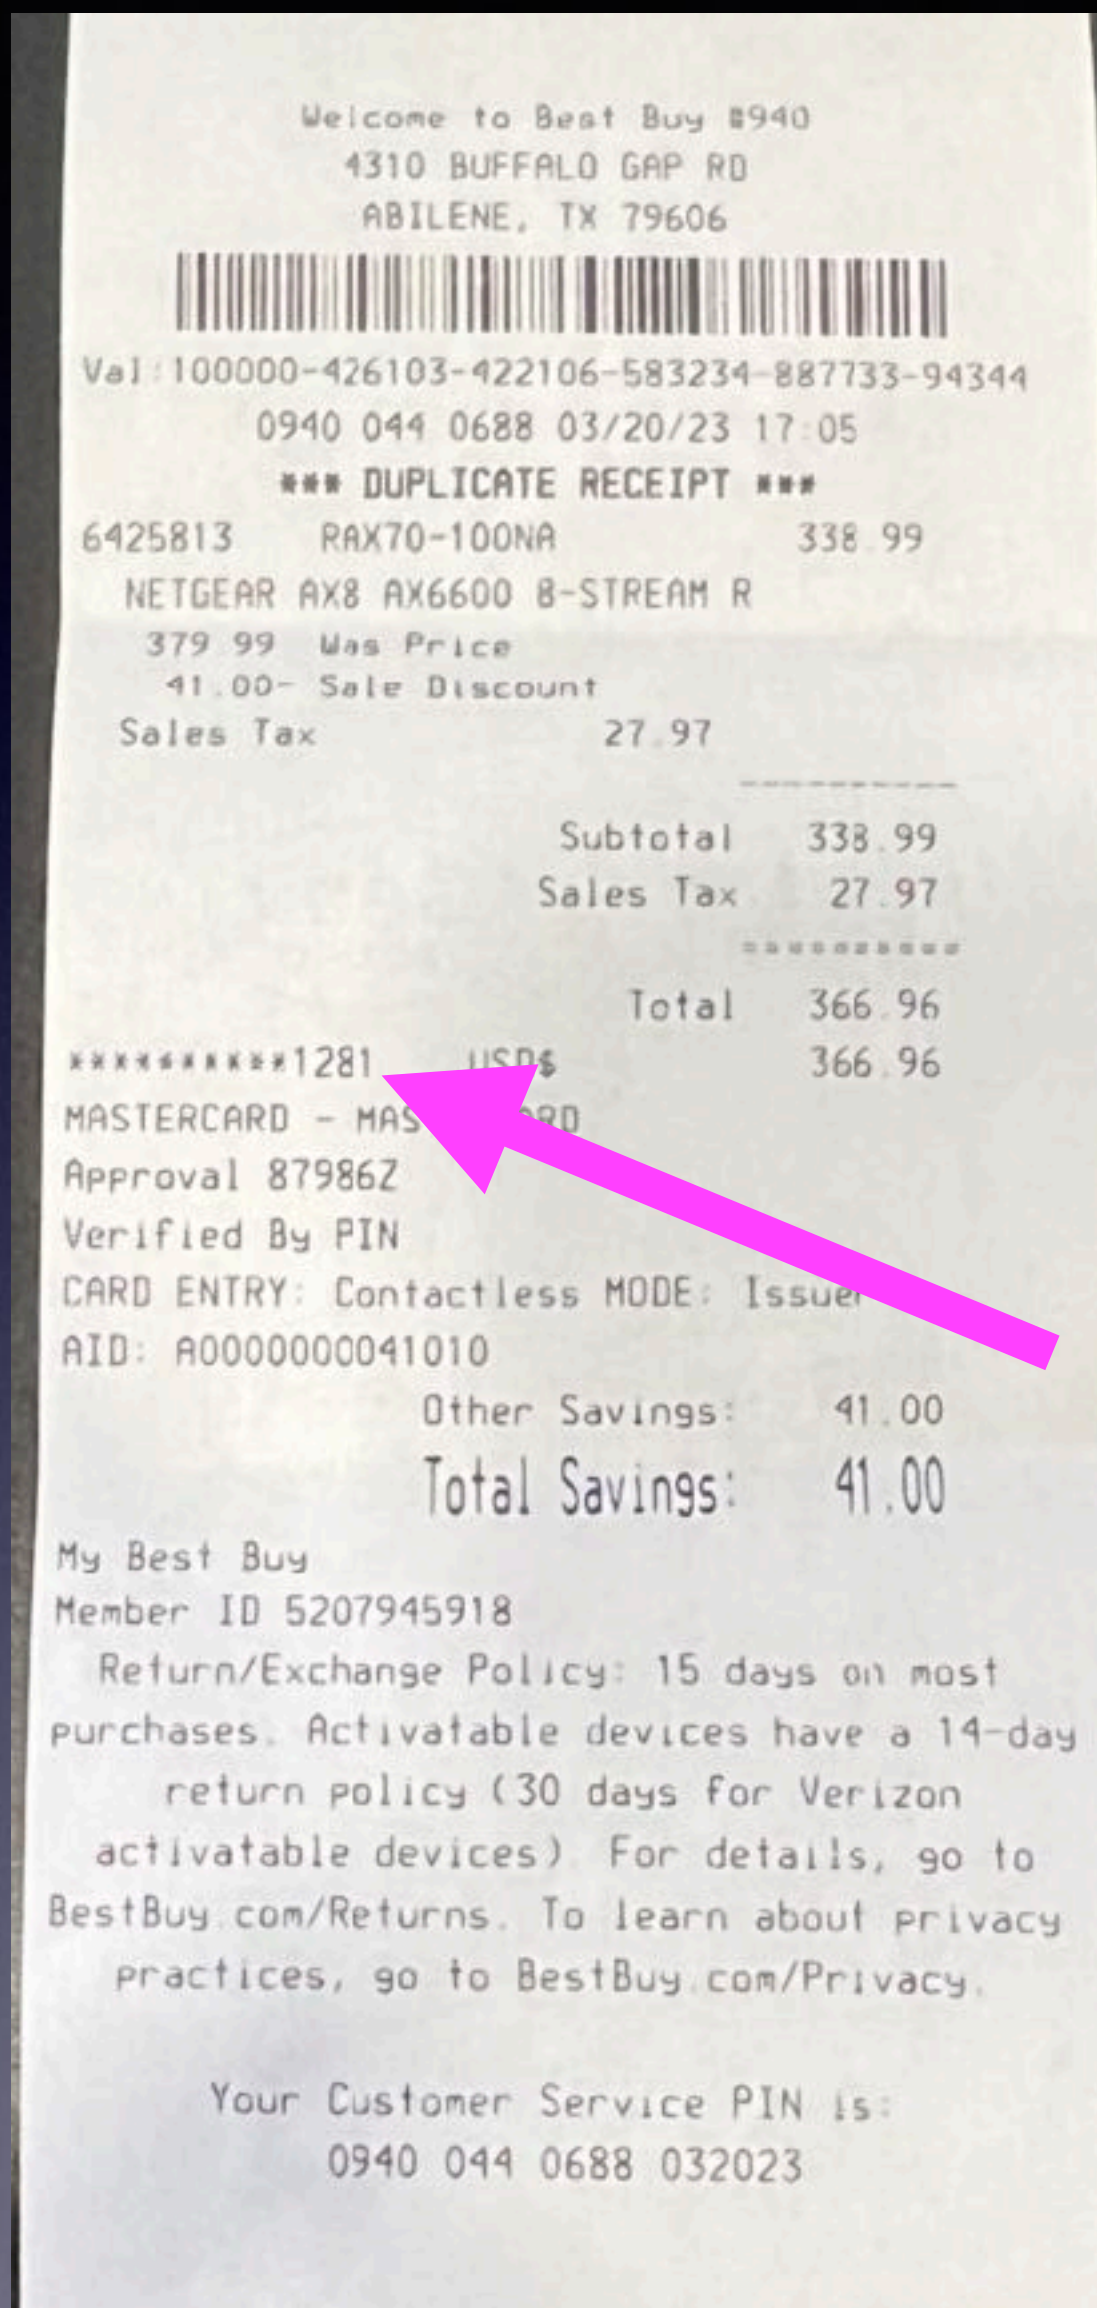 Welcome to Best Buy #940
4310 BUFFALO GAP RD
ABILENE, TX 79606
Val:100000-426103-422106-583234-887733-94344
0940 044 0688 03/20/23 17:05
*** DUPLICATE RECEIPT ***
6425813 RAX70-100NA 338.99
NETGEAR AX8 AX6600 8-STREAM R
379.99 Was Price
41.00- Sale Discount
Sales Tax 27.97
----------
Subtotal 338.99
Sales Tax 27.97
==========
Total 366.96
**********1281 USD$ 366.96
MASTERCARD - MAS RD
Approval 87986Z
Verified By PIN
CARD ENTRY: Contactless MODE: Issuer
AID: A0000000041010
Other Savings: 41.00
Total Savings: 41.00
My Best Buy
Member ID 5207945918
Return/Exchange Policy: 15 days on most
purchases. Activatable devices have a 14-day
return policy (30 days for Verizon
activatable devices). For details, go to
BestBuy.com/Returns. To learn about privacy
practices, go to BestBuy.com/Privacy.
Your Customer Service PIN is:
0940 044 0688 032023